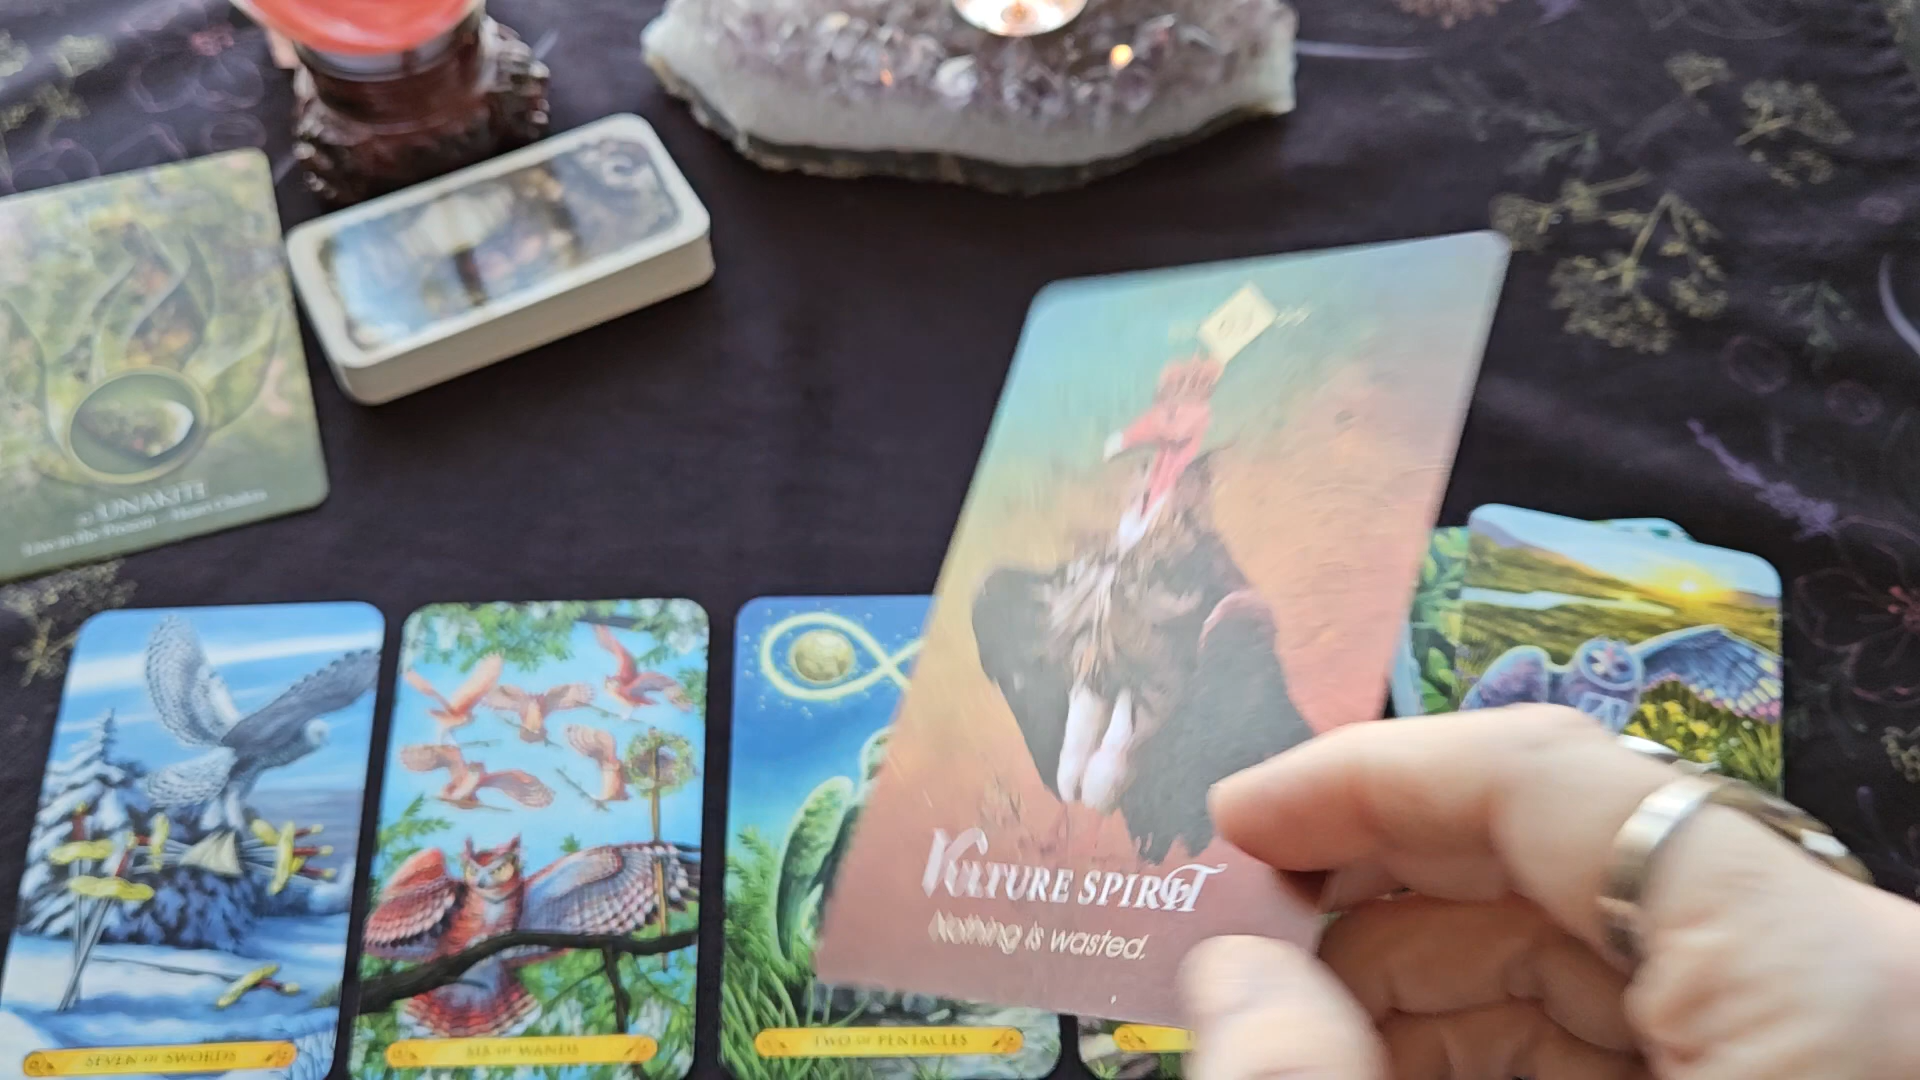 UNAKITE
Live in the Present - Heart Chakra
VULTURE SPIRIT
Nothing is wasted.
SEVEN OF SWORDS
SIX OF WANDS
TWO OF PENTACLES